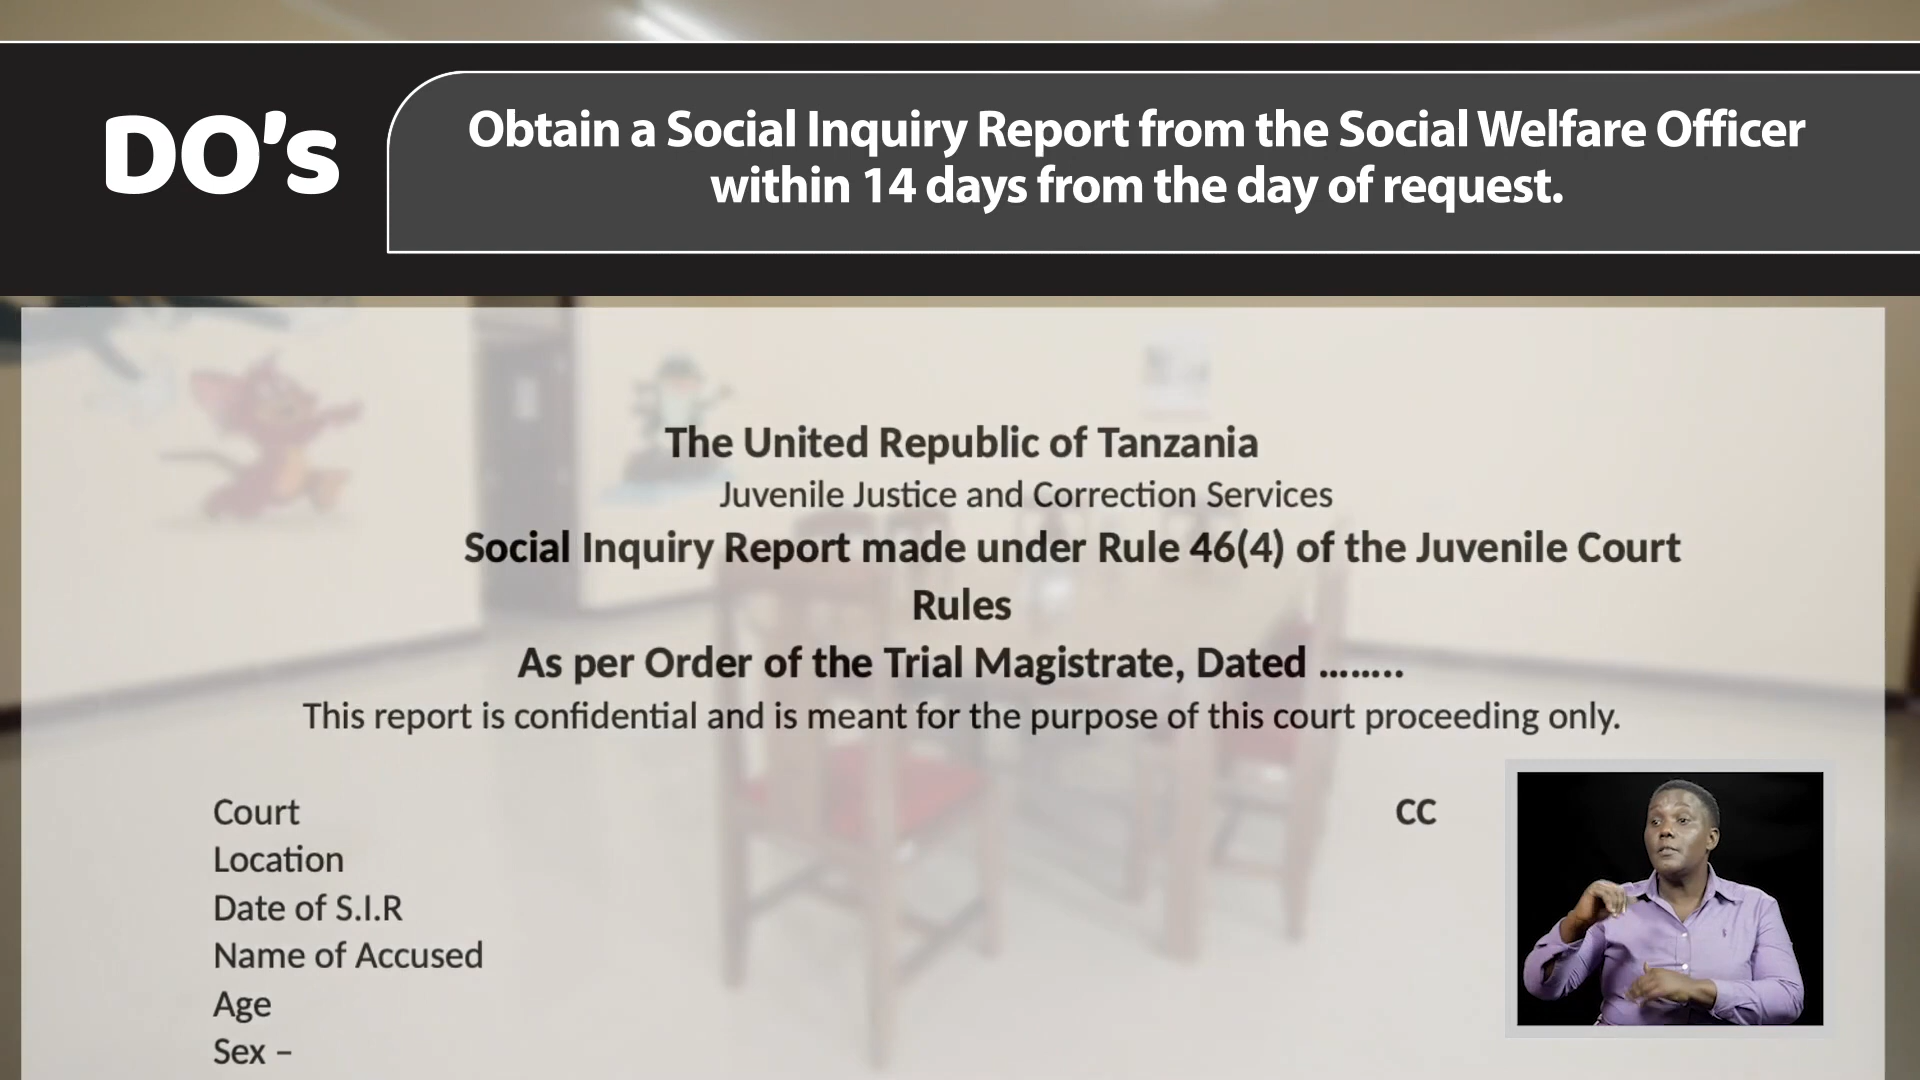 DO's
Obtain a Social Inquiry Report from the Social Welfare Officer
within 14 days from the day of request.
The United Republic of Tanzania
Juvenile Justice and Correction Services
Social Inquiry Report made under Rule 46(4) of the Juvenile Court
Rules
As per Order of the Trial Magistrate, Dated ........
This report is confidential and is meant for the purpose of this court proceeding only.
Court CC
Location
Date of S.I.R
Name of Accused
Age
Sex –